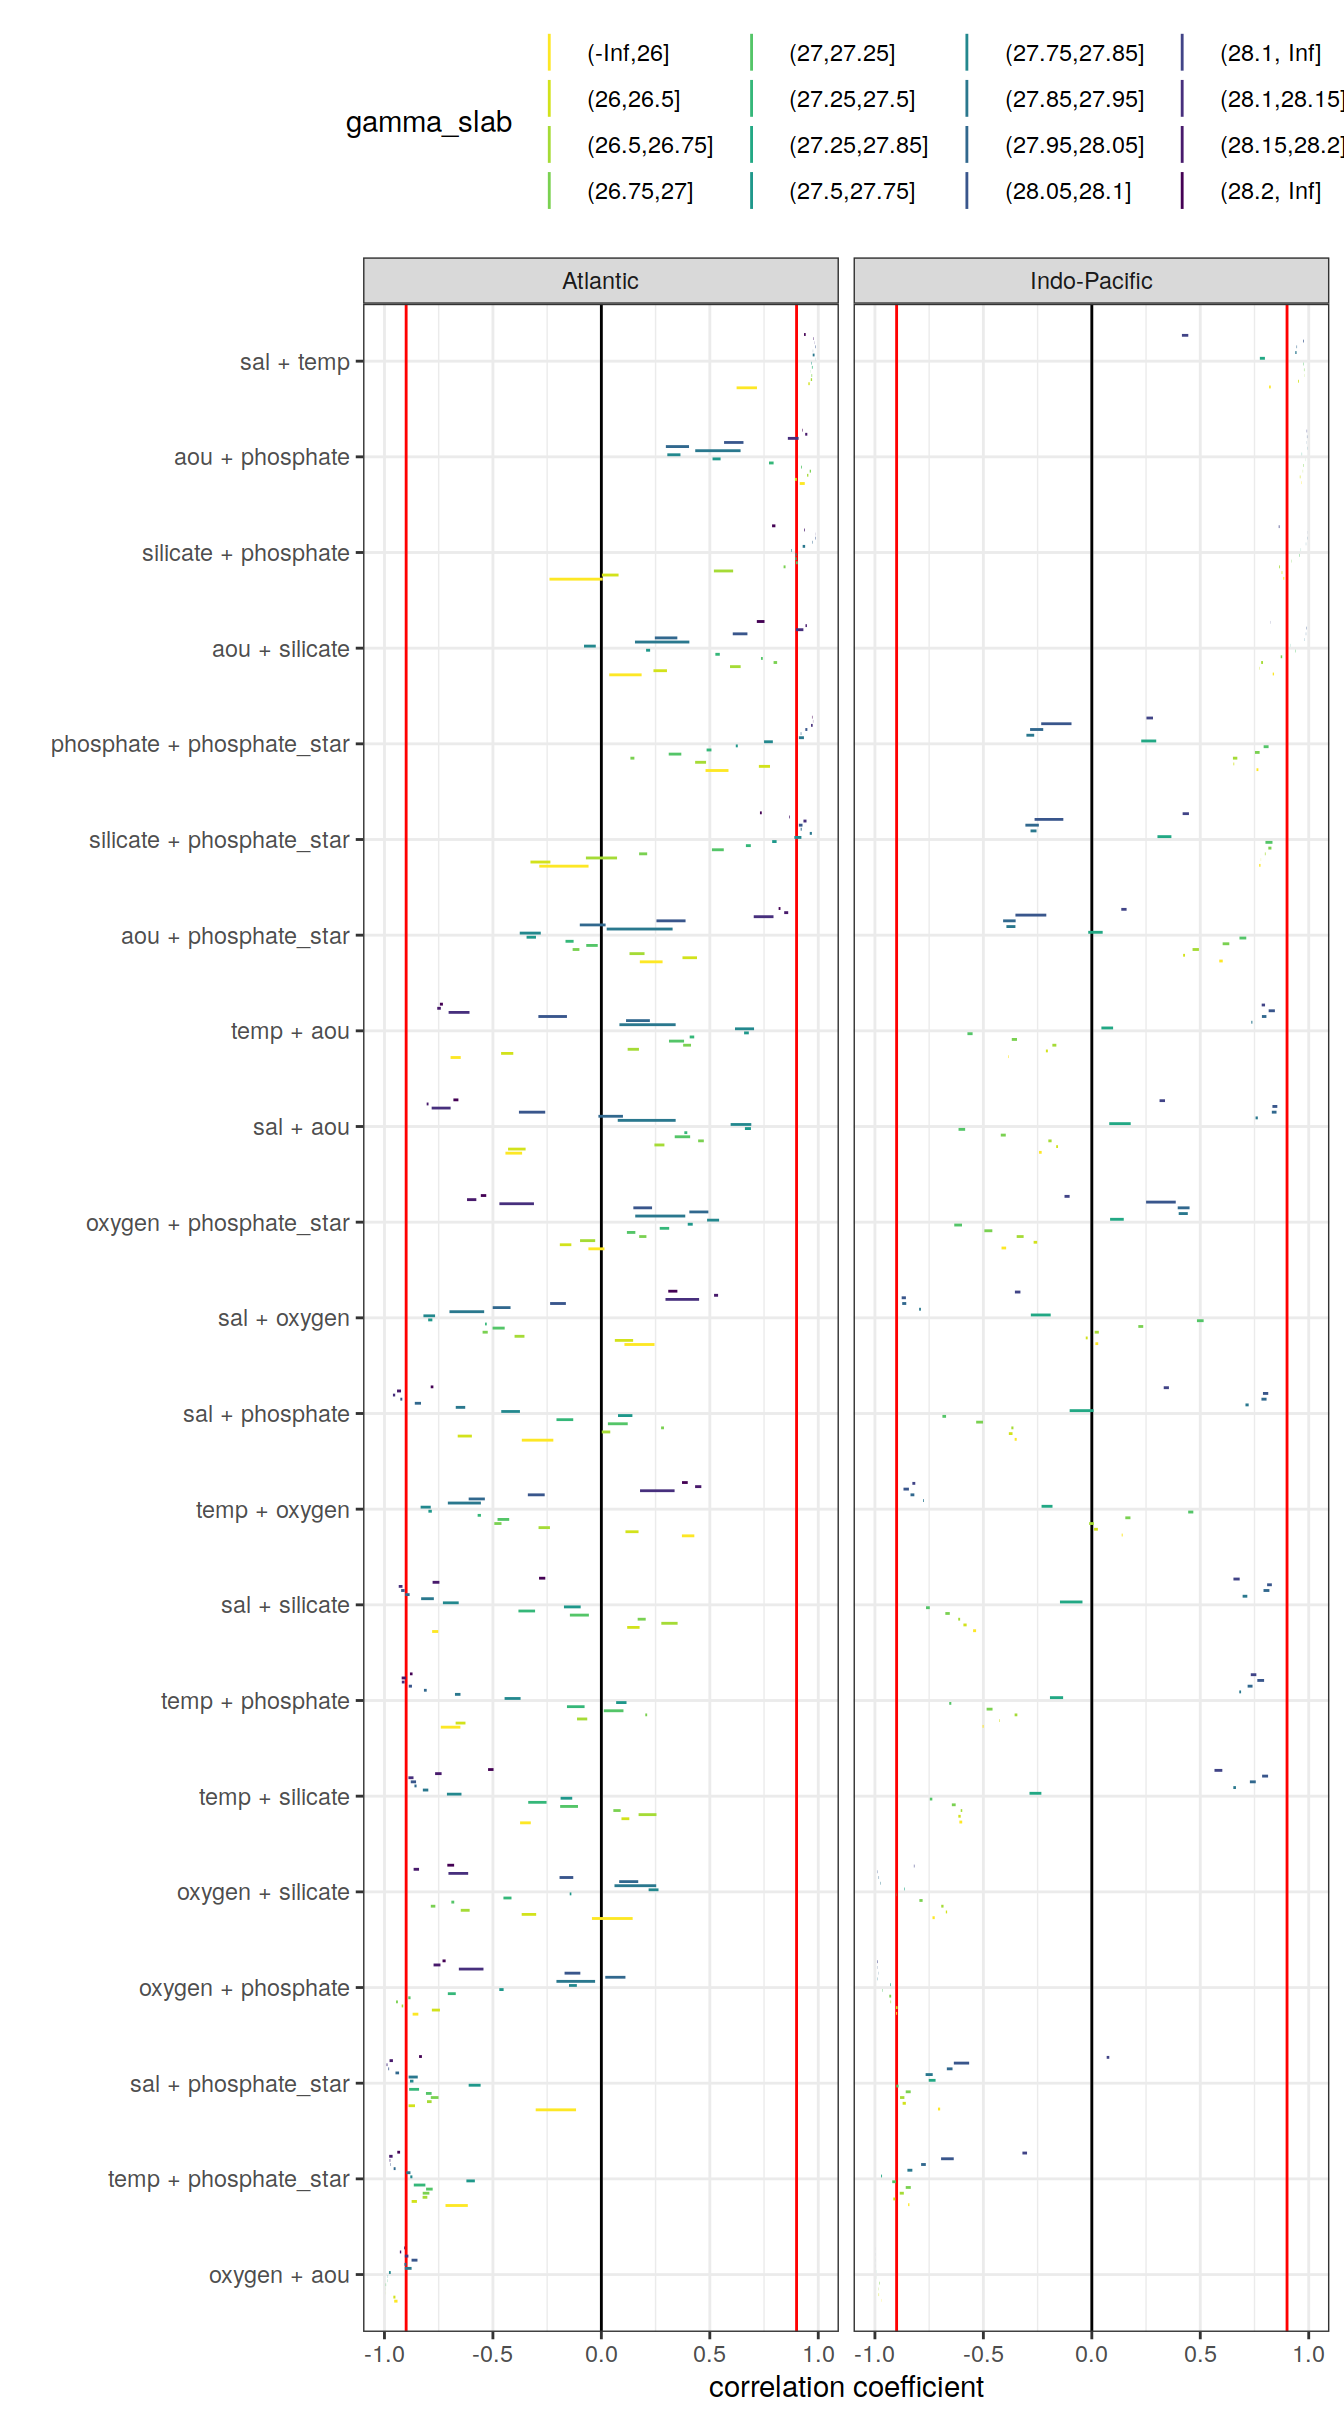 gamma_slab
(-Inf,26] (27,27.25] (27.75,27.85] (28.1, Inf]
(26,26.5] (27.25,27.5] (27.85,27.95] (28.1,28.15]
(26.5,26.75] (27.25,27.85] (27.95,28.05] (28.15,28.2]
(26.75,27] (27.5,27.75] (28.05,28.1] (28.2, Inf]
Atlantic Indo-Pacific
sal + temp
aou + phosphate
silicate + phosphate
aou + silicate
phosphate + phosphate_star
silicate + phosphate_star
aou + phosphate_star
temp + aou
sal + aou
oxygen + phosphate_star
sal + oxygen
sal + phosphate
temp + oxygen
sal + silicate
temp + phosphate
temp + silicate
oxygen + silicate
oxygen + phosphate
sal + phosphate_star
temp + phosphate_star
oxygen + aou
-1.0 -0.5 0.0 0.5 1.0 -1.0 -0.5 0.0 0.5 1.0
correlation coefficient